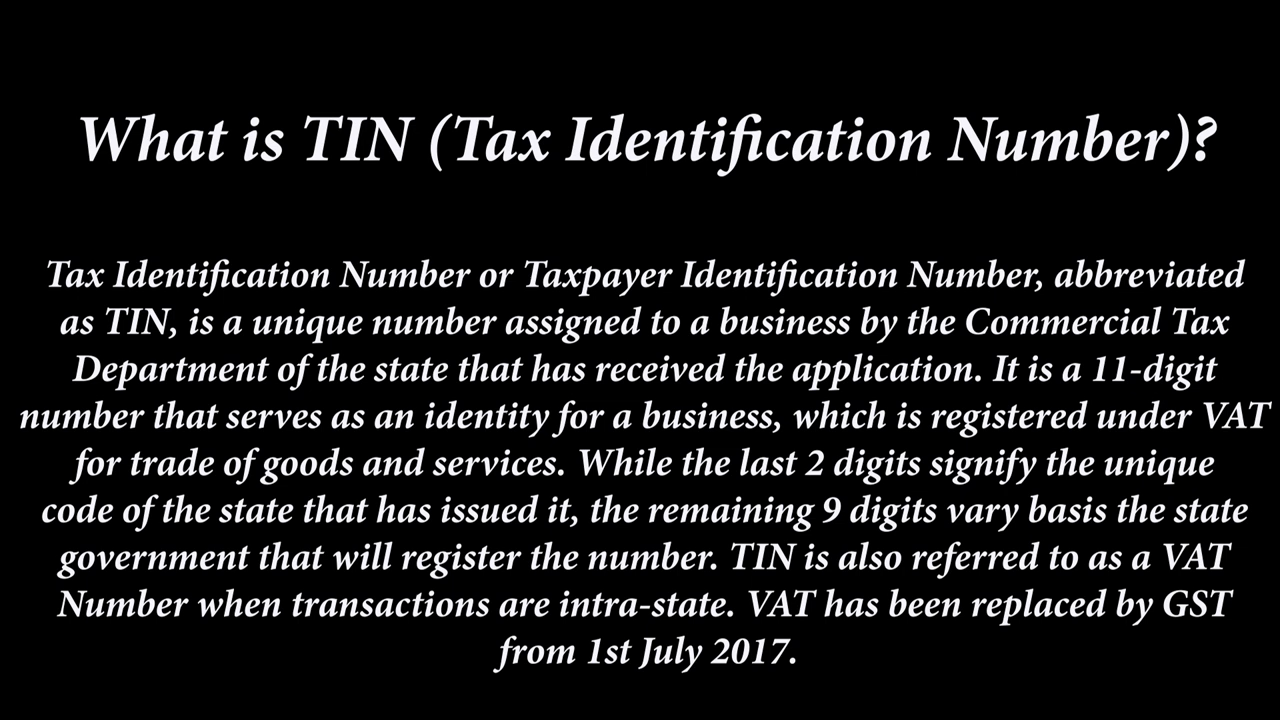 What is TIN (Tax Identification Number)?
Tax Identification Number or Taxpayer Identification Number, abbreviated
as TIN, is a unique number assigned to a business by the Commercial Tax
Department of the state that has received the application. It is a 11-digit
number that serves as an identity for a business, which is registered under VAT
for trade of goods and services. While the last 2 digits signify the unique
code of the state that has issued it, the remaining 9 digits vary basis the state
government that will register the number. TIN is also referred to as a VAT
Number when transactions are intra-state. VAT has been replaced by GST
from 1st July 2017.